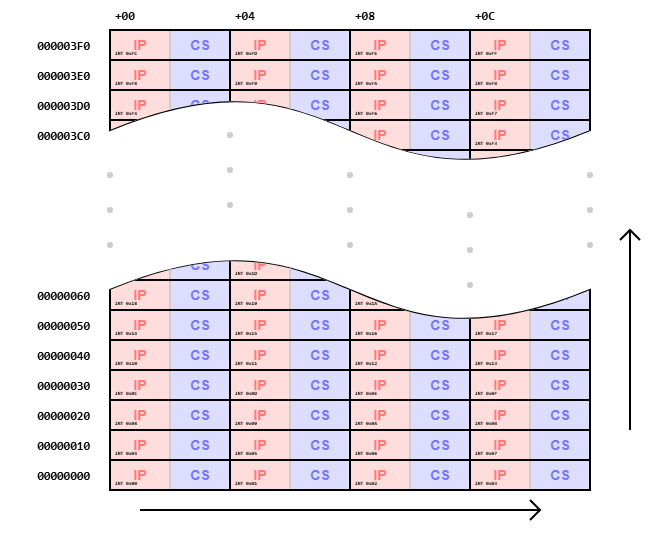 +00 +04 +08 +0C
000003F0 IP CS IP CS IP CS IP CS
INT 0xFC INT 0xFD INT 0xFE INT 0xFF
000003E0 IP CS IP CS IP CS IP CS
INT 0xF8 INT 0xF9 INT 0xFA INT 0xFB
000003D0 IP CS IP CS IP CS
INT 0xF4 INT 0xF6 INT 0xF7
000003C0 IP IP CS
INT 0xF3
CS IP
INT 0x1D
00000060 IP CS IP CS
INT 0x18 INT 0x19 INT 0x1A
00000050 IP CS IP CS IP CS IP CS
INT 0x14 INT 0x15 INT 0x16 INT 0x17
00000040 IP CS IP CS IP CS IP CS
INT 0x10 INT 0x11 INT 0x12 INT 0x13
00000030 IP CS IP CS IP CS IP CS
INT 0x0C INT 0x0D INT 0x0E INT 0x0F
00000020 IP CS IP CS IP CS IP CS
INT 0x08 INT 0x09 INT 0x0A INT 0x0B
00000010 IP CS IP CS IP CS IP CS
INT 0x04 INT 0x05 INT 0x06 INT 0x07
00000000 IP CS IP CS IP CS IP CS
INT 0x00 INT 0x01 INT 0x02 INT 0x03